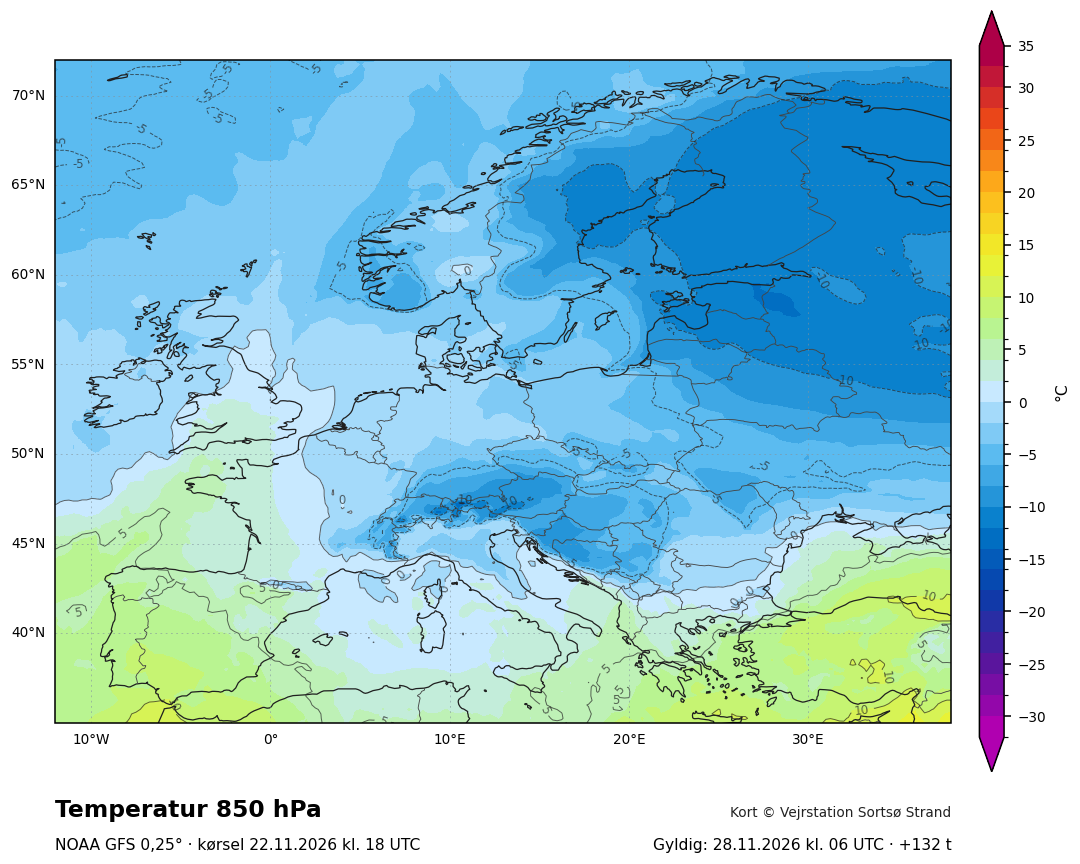 70°N
65°N
60°N
55°N
50°N
45°N
40°N
10°W
0°
10°E
20°E
30°E
35
30
25
20
15
10
5
0
−5
−10
−15
−20
−25
−30
°C
Temperatur 850 hPa
Kort © Vejrstation Sortsø Strand
NOAA GFS 0,25° · kørsel 22.11.2026 kl. 18 UTC
Gyldig: 28.11.2026 kl. 06 UTC · +132 t